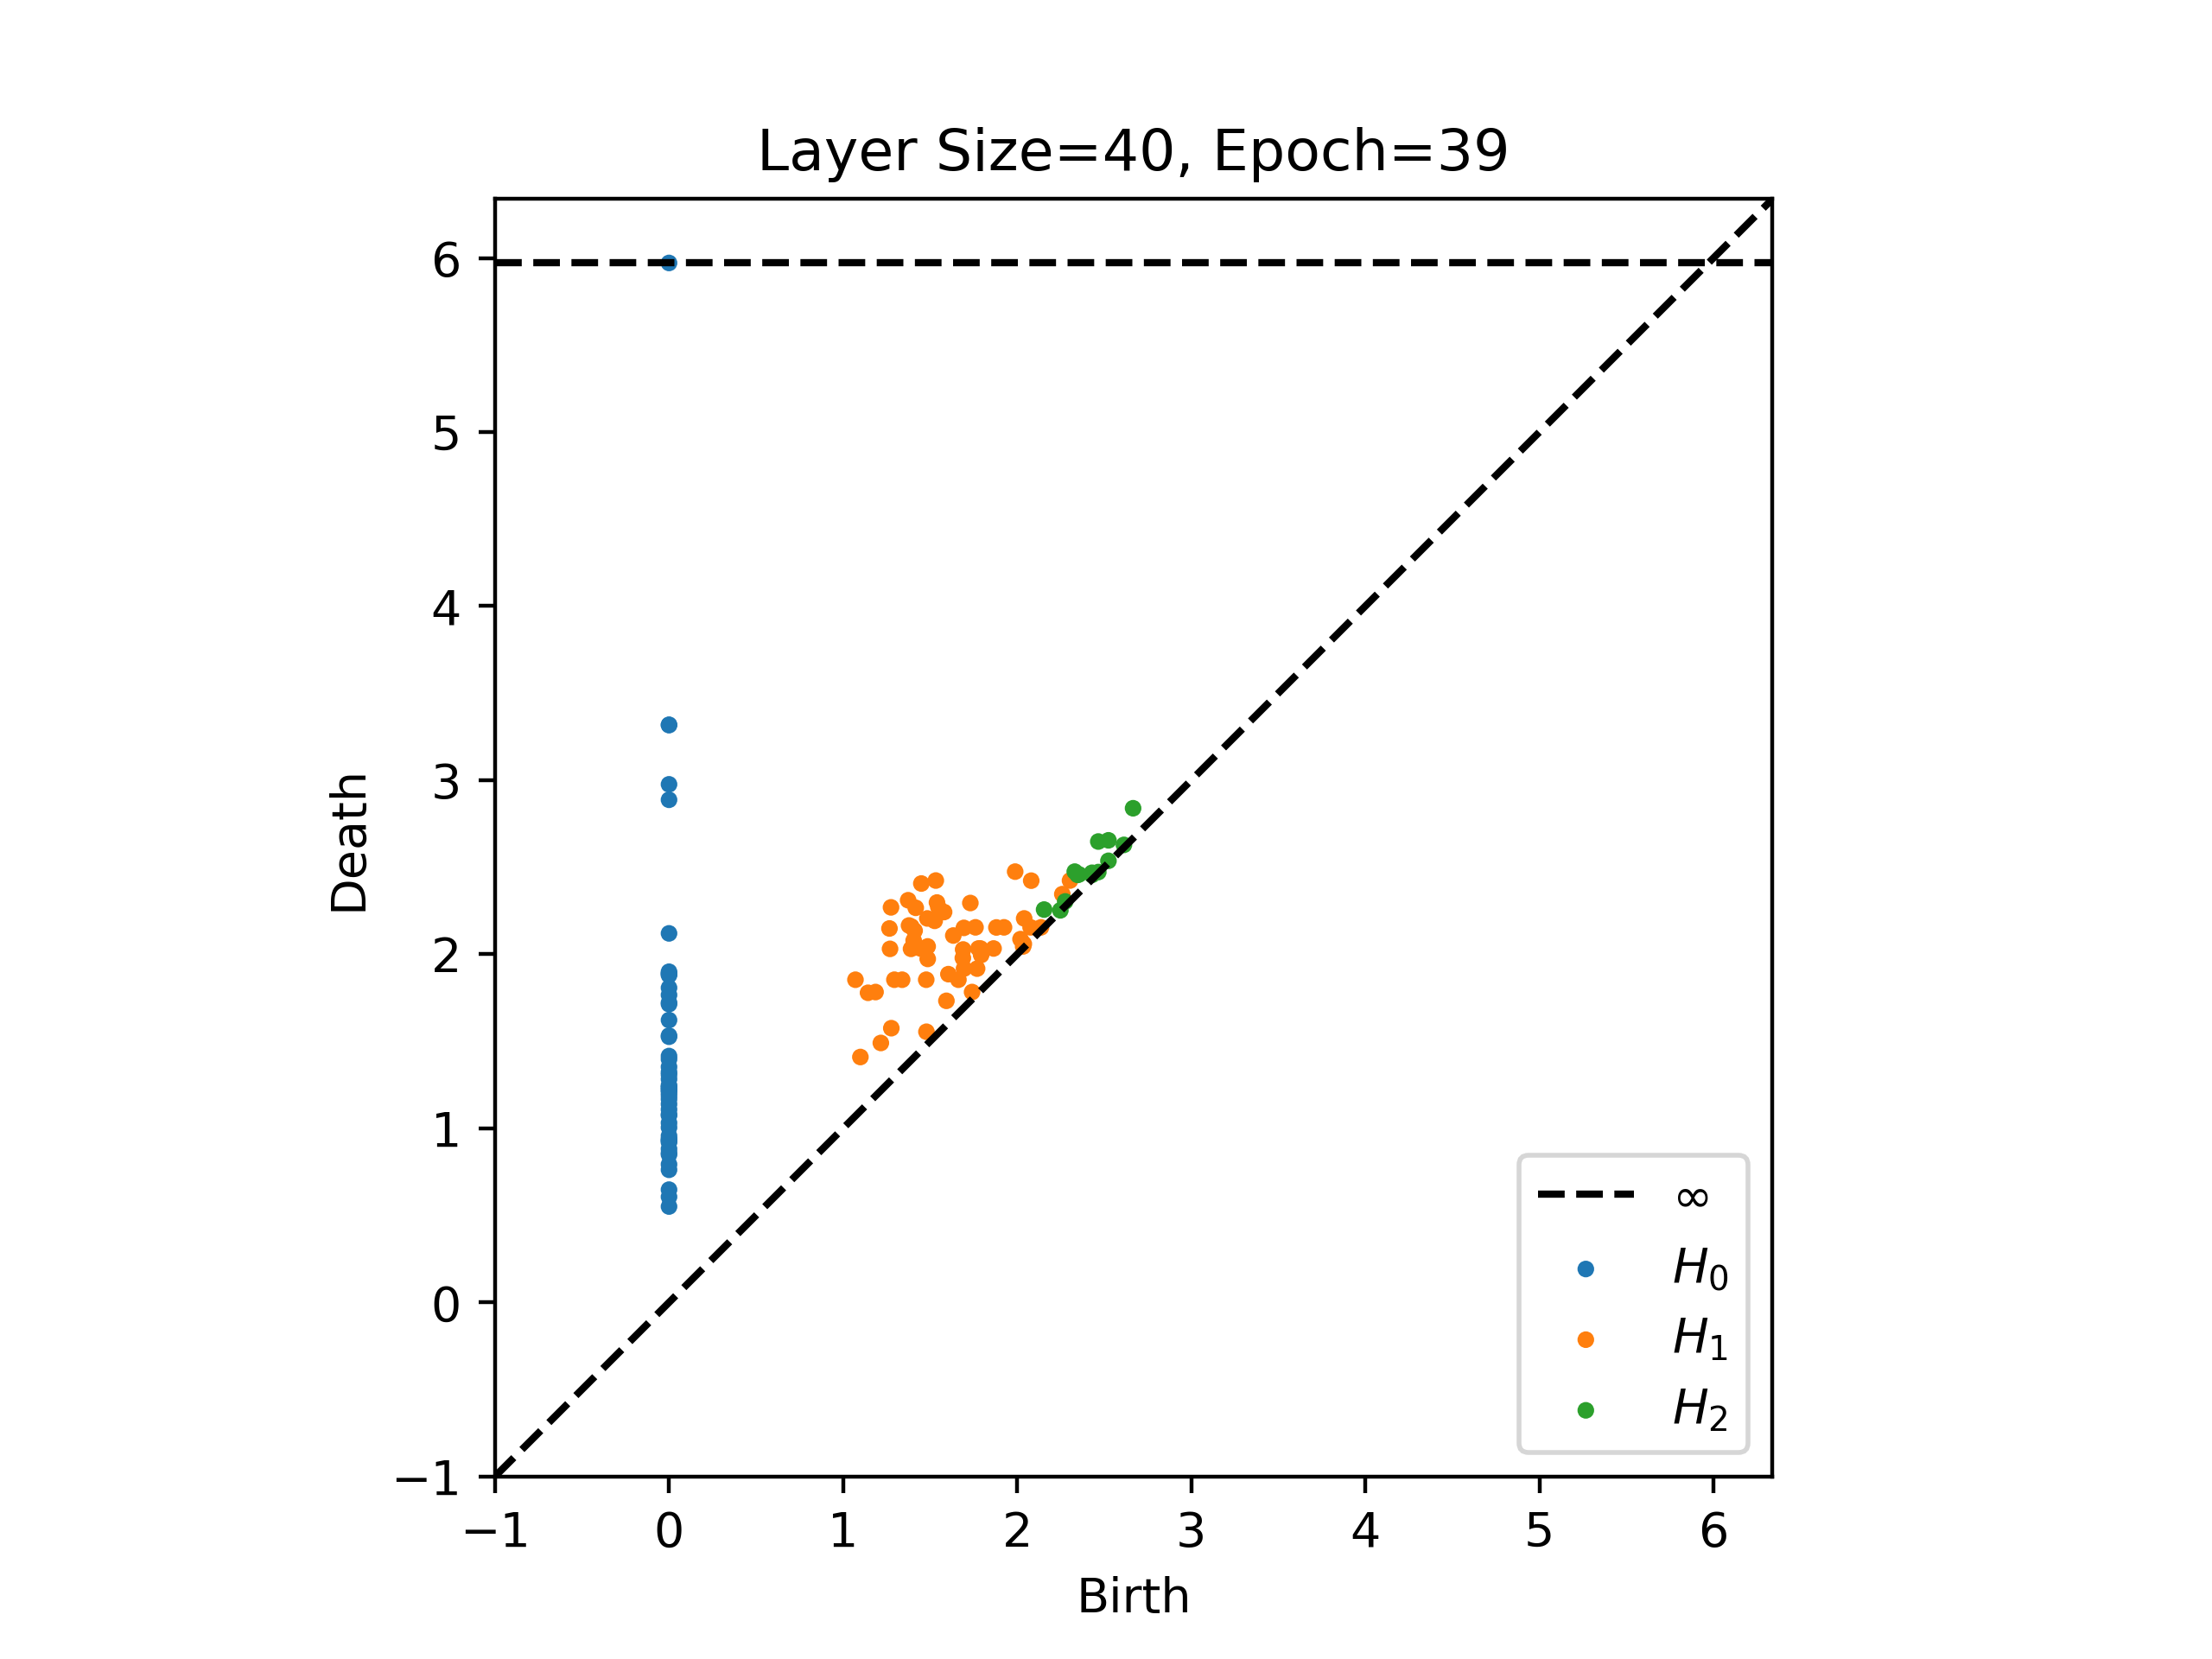 Layer Size=40, Epoch=39
Death
6
5
4
3
2
1
0
−1
−1 0 1 2 3 4 5 6
Birth
∞
H₀
H₁
H₂